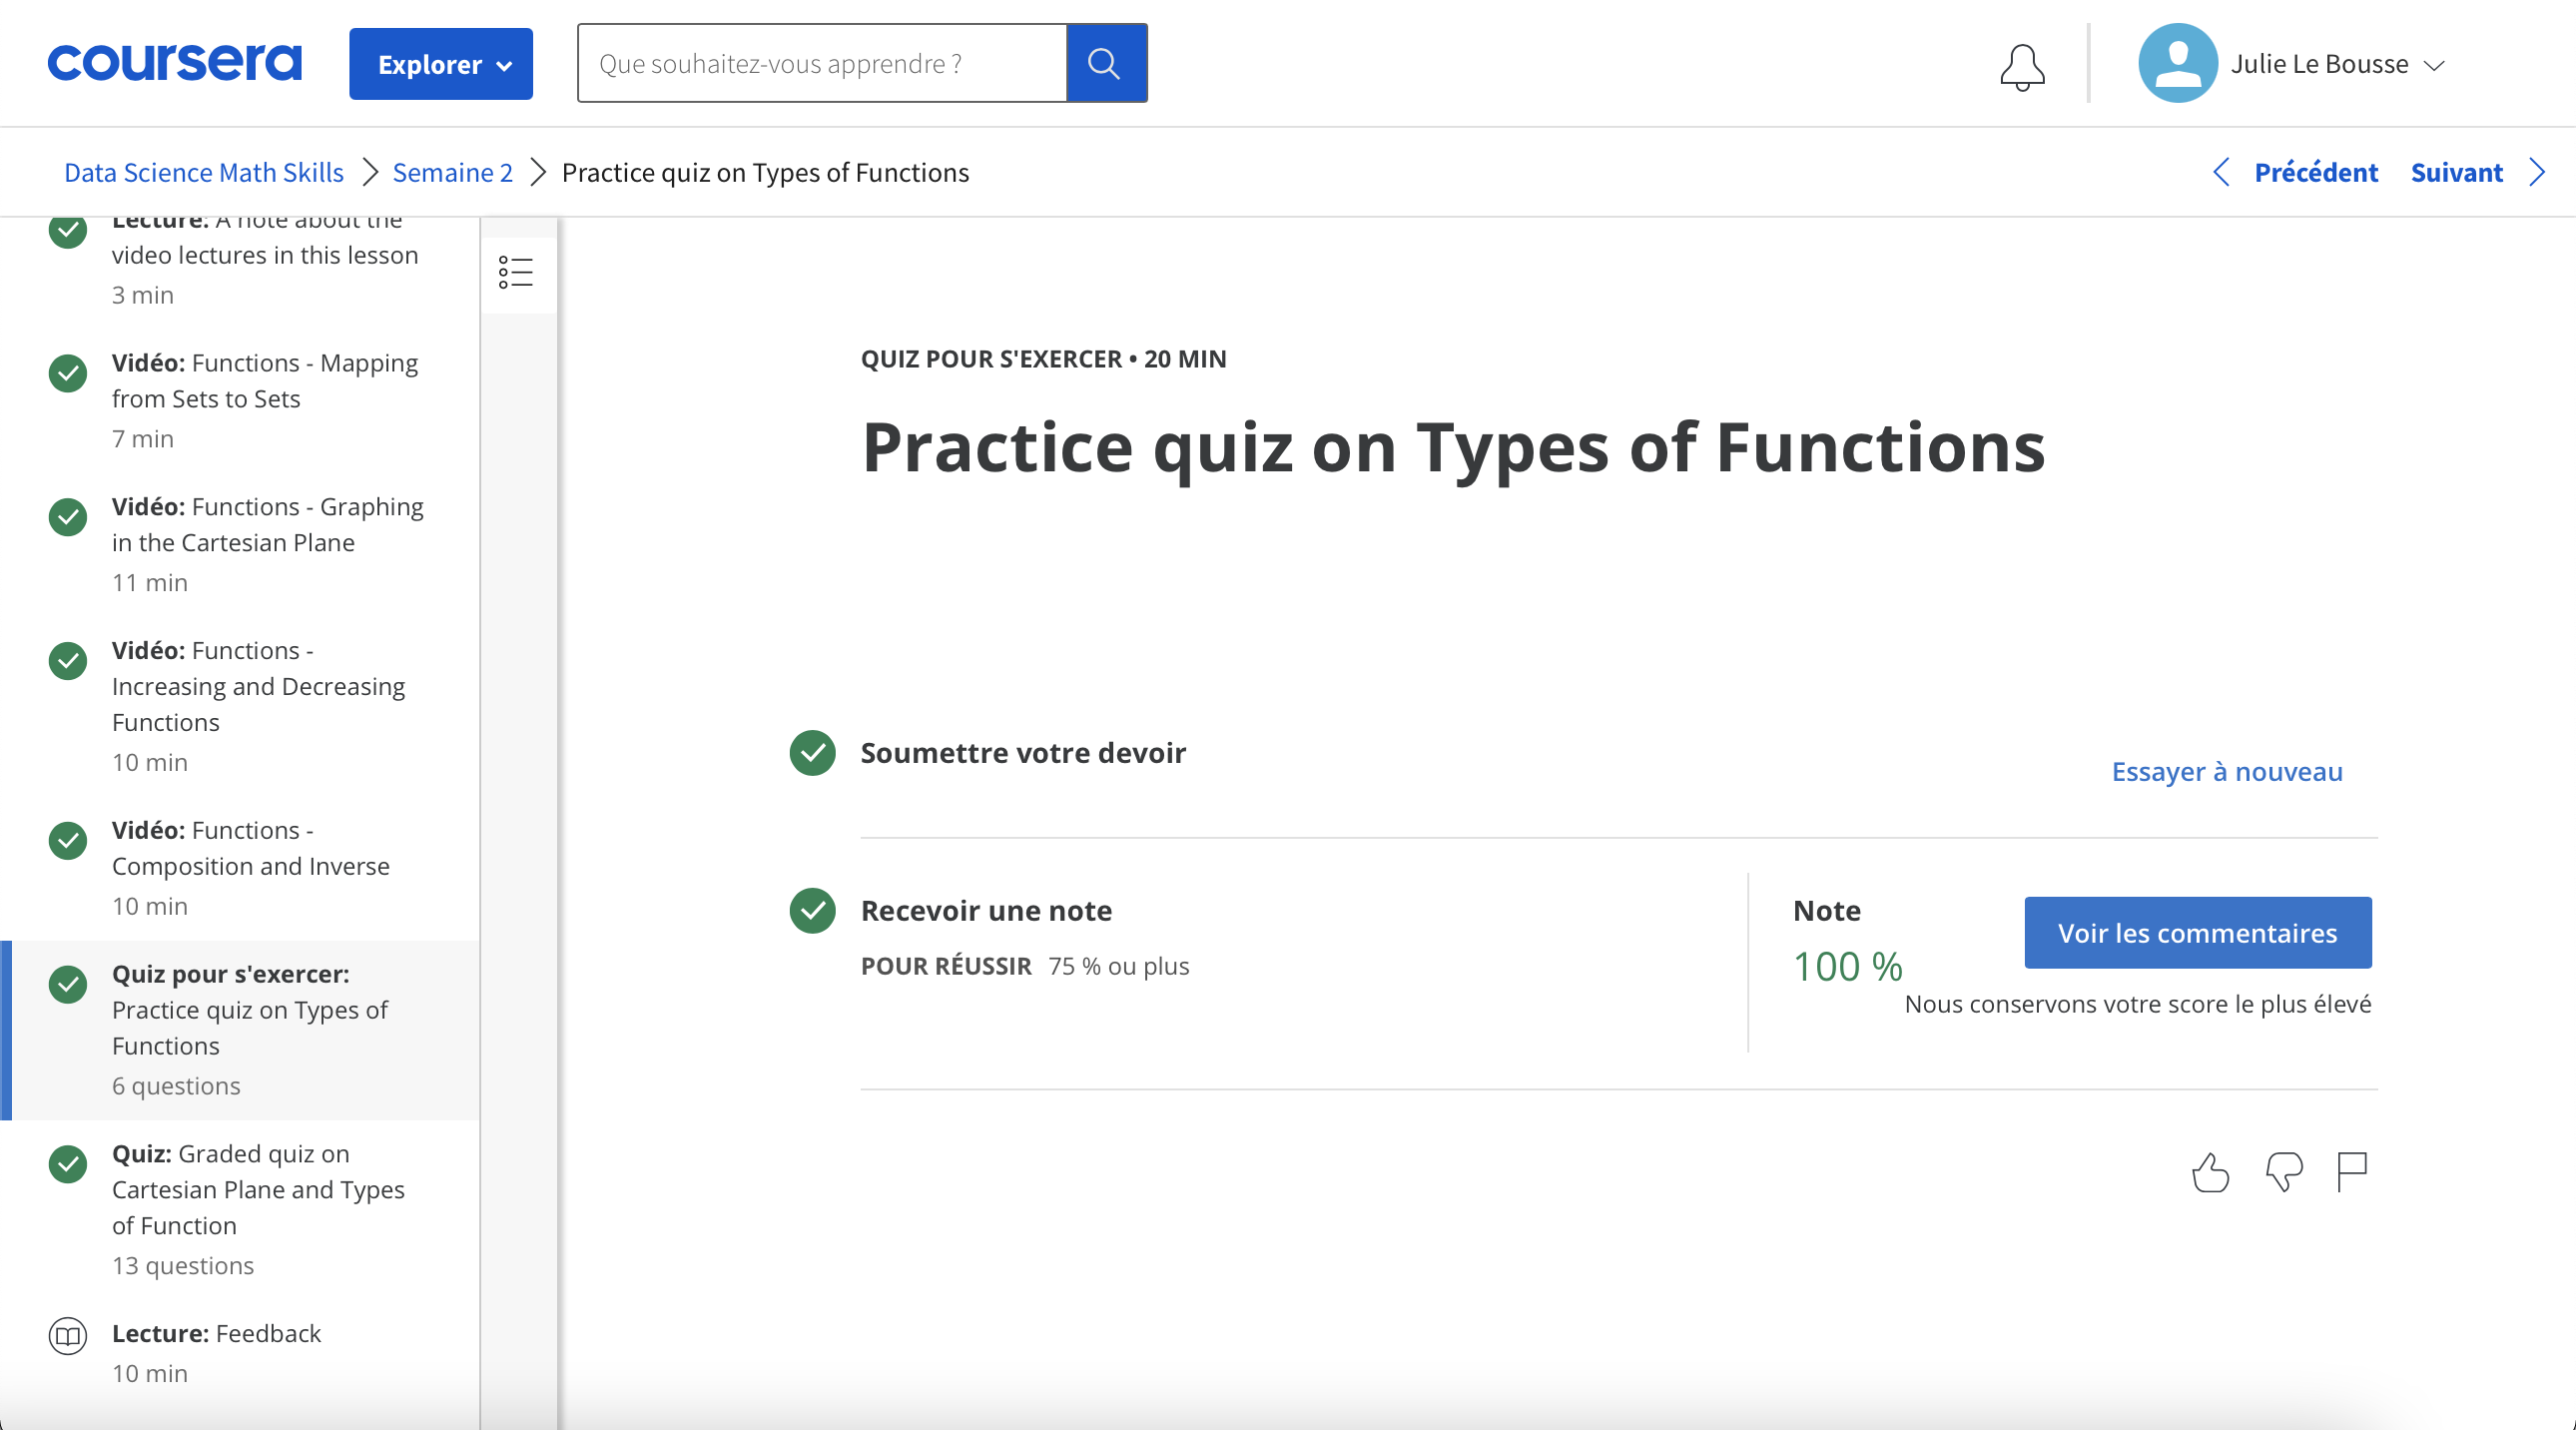 coursera
Explorer
Que souhaitez-vous apprendre ?
Julie Le Bousse
Data Science Math Skills
Semaine 2
Practice quiz on Types of Functions
Précédent
Suivant
Lecture: A note about the
video lectures in this lesson
3 min
Vidéo: Functions - Mapping
from Sets to Sets
7 min
Vidéo: Functions - Graphing
in the Cartesian Plane
11 min
Vidéo: Functions -
Increasing and Decreasing
Functions
10 min
Vidéo: Functions -
Composition and Inverse
10 min
Quiz pour s'exercer:
Practice quiz on Types of
Functions
6 questions
Quiz: Graded quiz on
Cartesian Plane and Types
of Function
13 questions
Lecture: Feedback
10 min
QUIZ POUR S'EXERCER • 20 MIN
Practice quiz on Types of Functions
Soumettre votre devoir
Essayer à nouveau
Recevoir une note
POUR RÉUSSIR 75 % ou plus
Note
100 %
Voir les commentaires
Nous conservons votre score le plus élevé